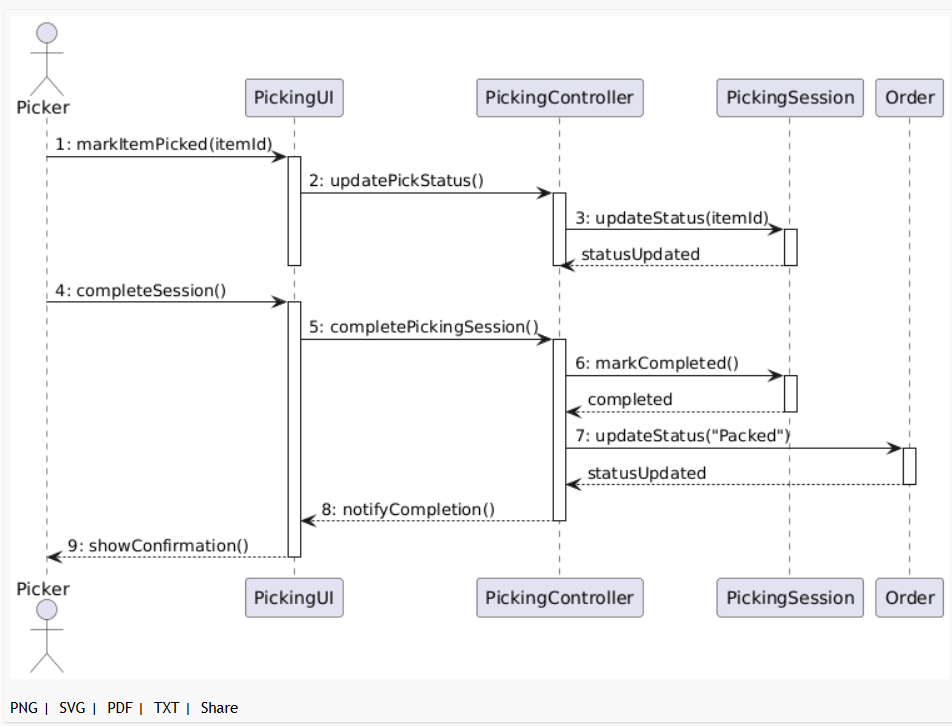 Picker
PickingUI
PickingController
PickingSession
Order
1: markItemPicked(itemId)
2: updatePickStatus()
3: updateStatus(itemId)
statusUpdated
4: completeSession()
5: completePickingSession()
6: markCompleted()
completed
7: updateStatus("Packed")
statusUpdated
8: notifyCompletion()
9: showConfirmation()
Picker
PickingUI
PickingController
PickingSession
Order
PNG | SVG | PDF | TXT | Share